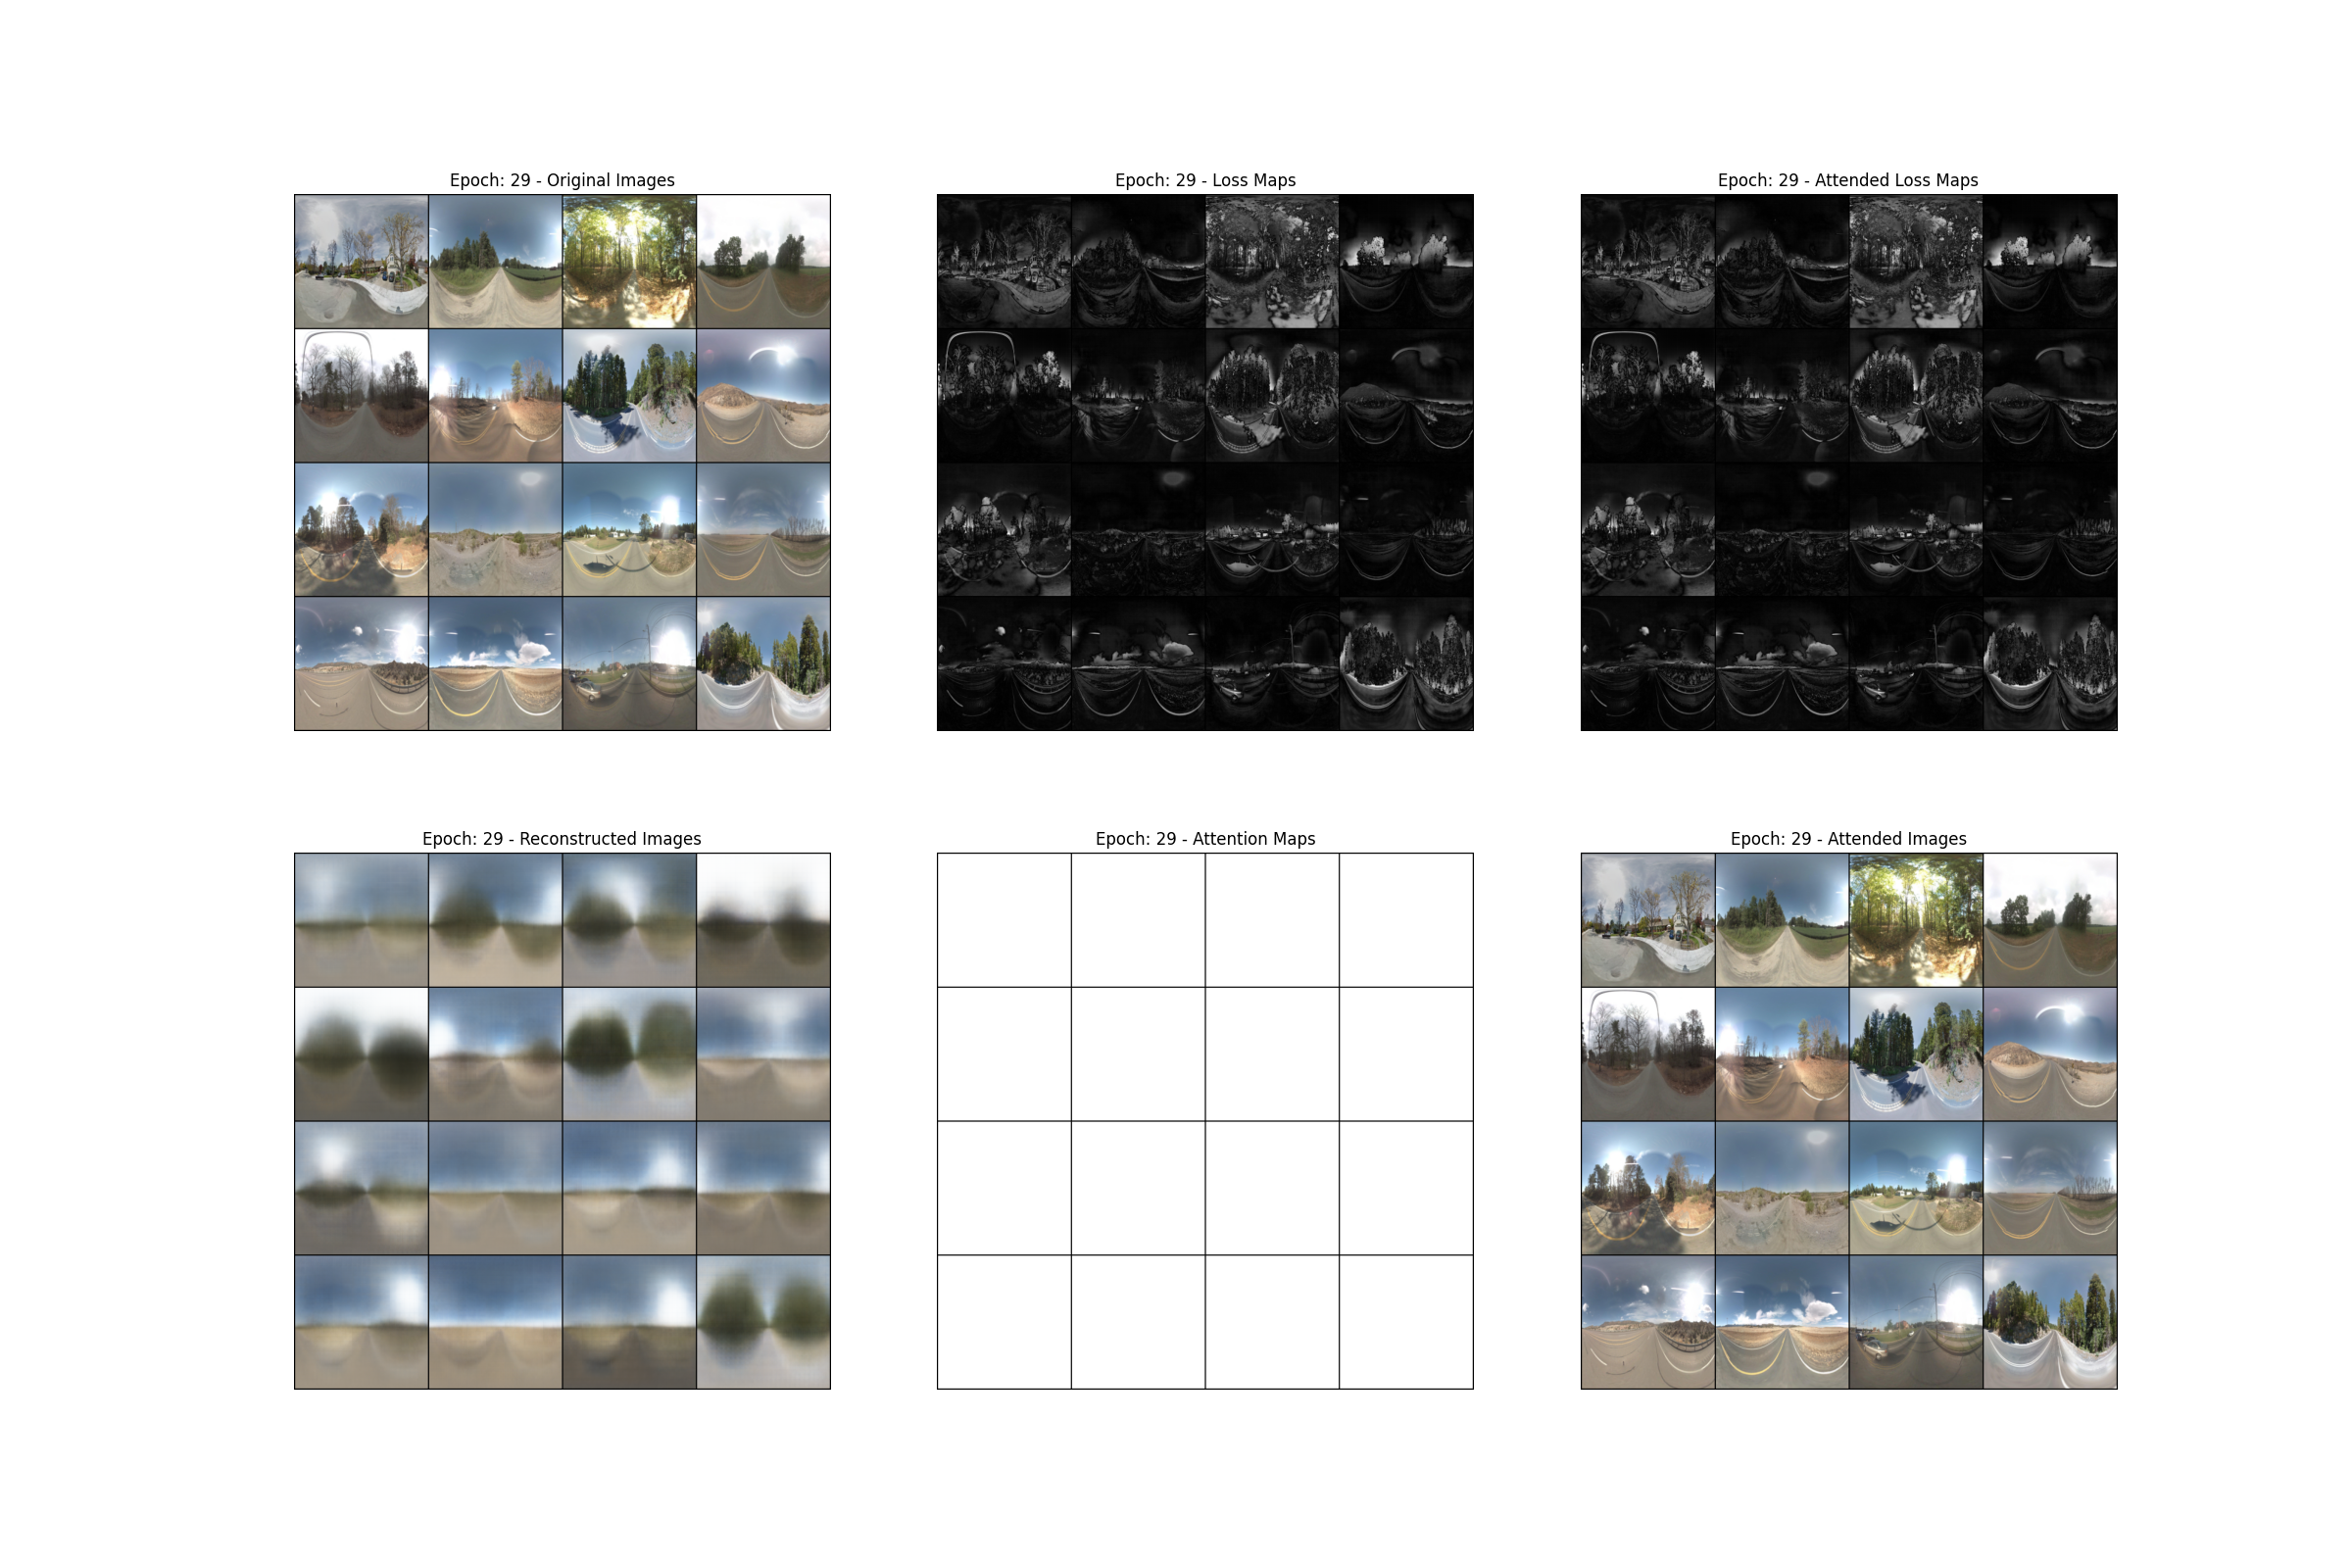 Epoch: 29 - Original Images
Epoch: 29 - Loss Maps
Epoch: 29 - Attended Loss Maps
Epoch: 29 - Reconstructed Images
Epoch: 29 - Attention Maps
Epoch: 29 - Attended Images